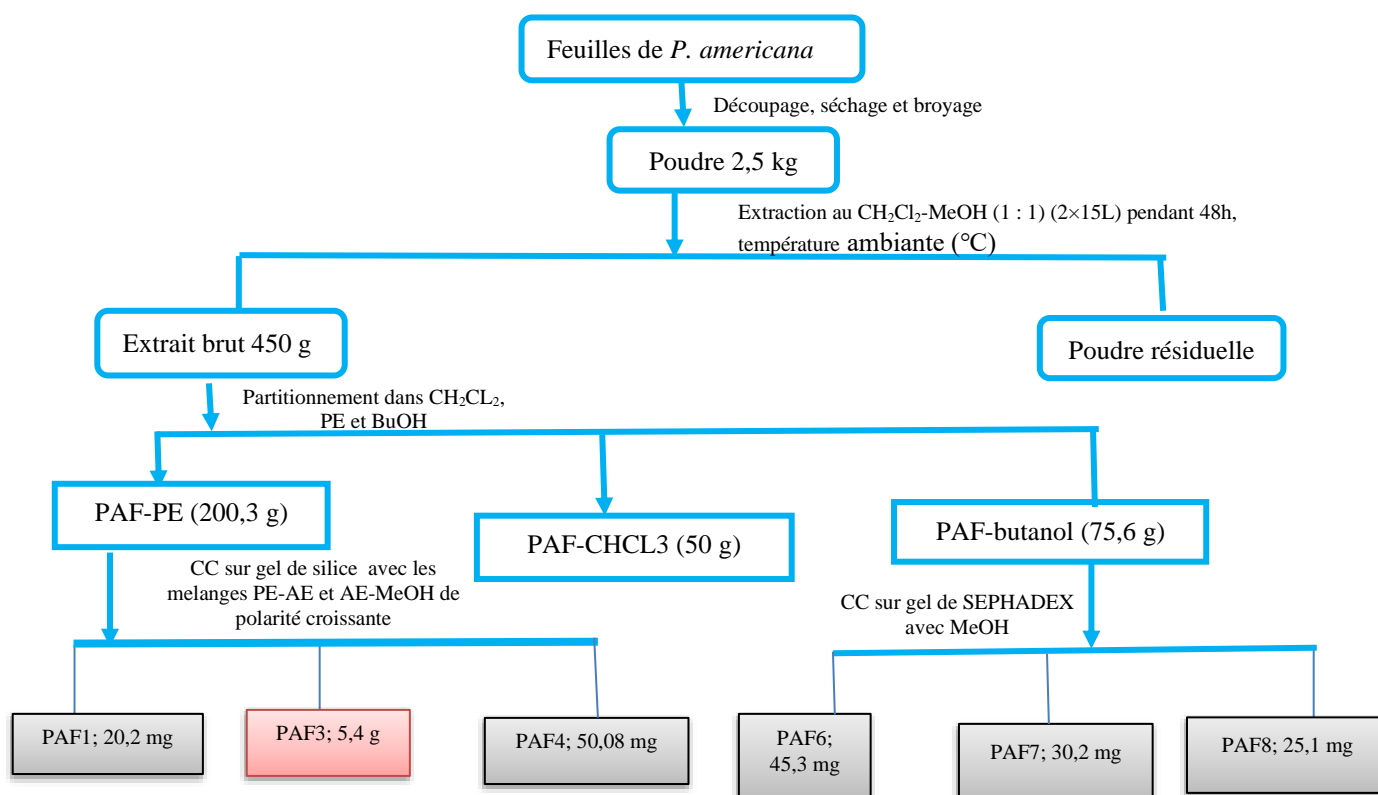 Feuilles de P. americana
Découpage, séchage et broyage
Poudre 2,5 kg
Extraction au CH₂Cl₂-MeOH (1 : 1) (2×15L) pendant 48h,
température ambiante (°C)
Extrait brut 450 g
Poudre résiduelle
Partitionnement dans CH₂CL₂,
PE et BuOH
PAF-PE (200,3 g)
PAF-CHCL3 (50 g)
PAF-butanol (75,6 g)
CC sur gel de silice avec les
melanges PE-AE et AE-MeOH de
polarité croissante
CC sur gel de SEPHADEX
avec MeOH
PAF1; 20,2 mg
PAF3; 5,4 g
PAF4; 50,08 mg
PAF6;
45,3 mg
PAF7; 30,2 mg
PAF8; 25,1 mg